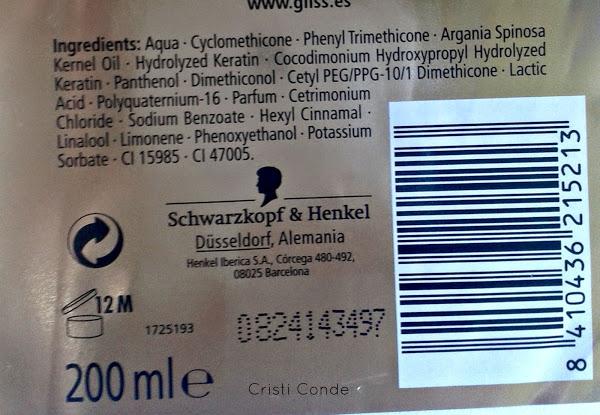 www.gliss.es
Ingredients: Aqua · Cyclomethicone · Phenyl Trimethicone · Argania Spinosa
Kernel Oil · Hydrolyzed Keratin · Cocodimonium Hydroxypropyl Hydrolyzed
Keratin · Panthenol · Dimethiconol · Cetyl PEG/PPG-10/1 Dimethicone · Lactic
Acid · Polyquaternium-16 · Parfum · Cetrimonium
Chloride · Sodium Benzoate · Hexyl Cinnamal ·
Linalool · Limonene · Phenoxyethanol · Potassium
Sorbate · CI 15985 · CI 47005.
Schwarzkopf & Henkel
Düsseldorf, Alemania
Henkel Iberica S.A., Córcega 480-492,
08025 Barcelona
12 M
1725193
0824143497
200 ml e
Cristi Conde
8 410436 215213